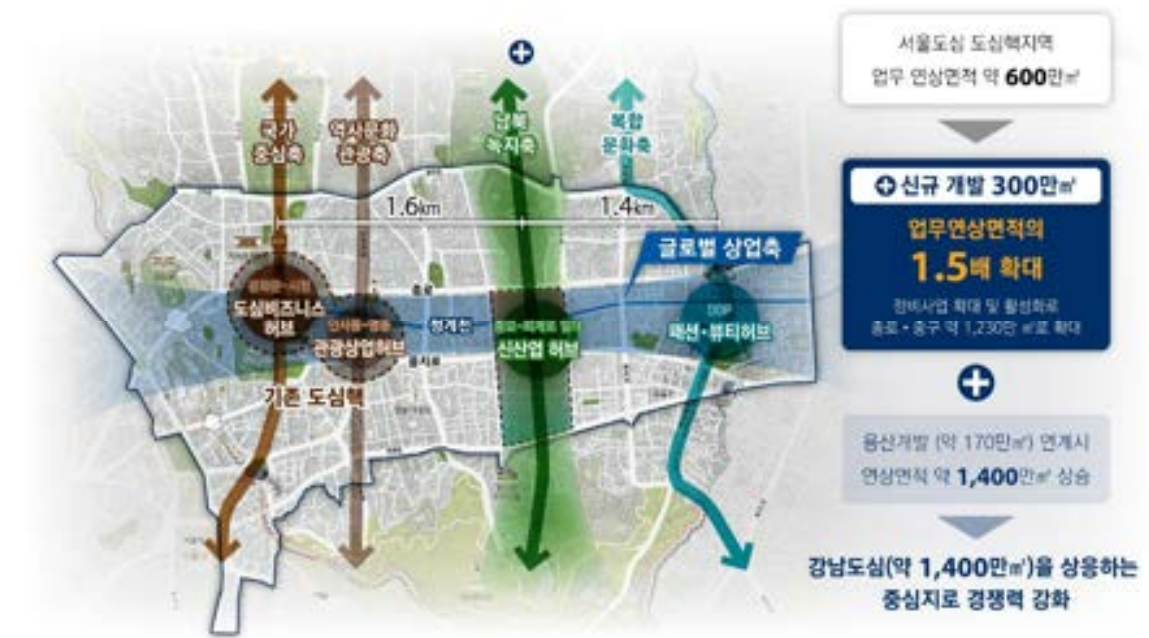 국가
중심축
역사문화
관광축
남북
녹지축
복합
문화축
1.6km
1.4km
글로벌 상업축
도심비즈니스
허브
인사동·명동
관광상업허브
종로
청계천
을지로
신산업 허브
DDP
패션·뷰티허브
기존 도심핵
서울도심 도심핵지역
업무 연상면적 약 600만㎡
신규 개발 300만㎡
업무연상면적의
1.5배 확대
정비사업 확대 및 활성화로
종로·중구 약 1,230만 ㎡로 확대
용산개발 (약 170만㎡) 연계시
연상면적 약 1,400만㎡ 상승
강남도심(약 1,400만㎡)을 상응하는
중심지로 경쟁력 강화